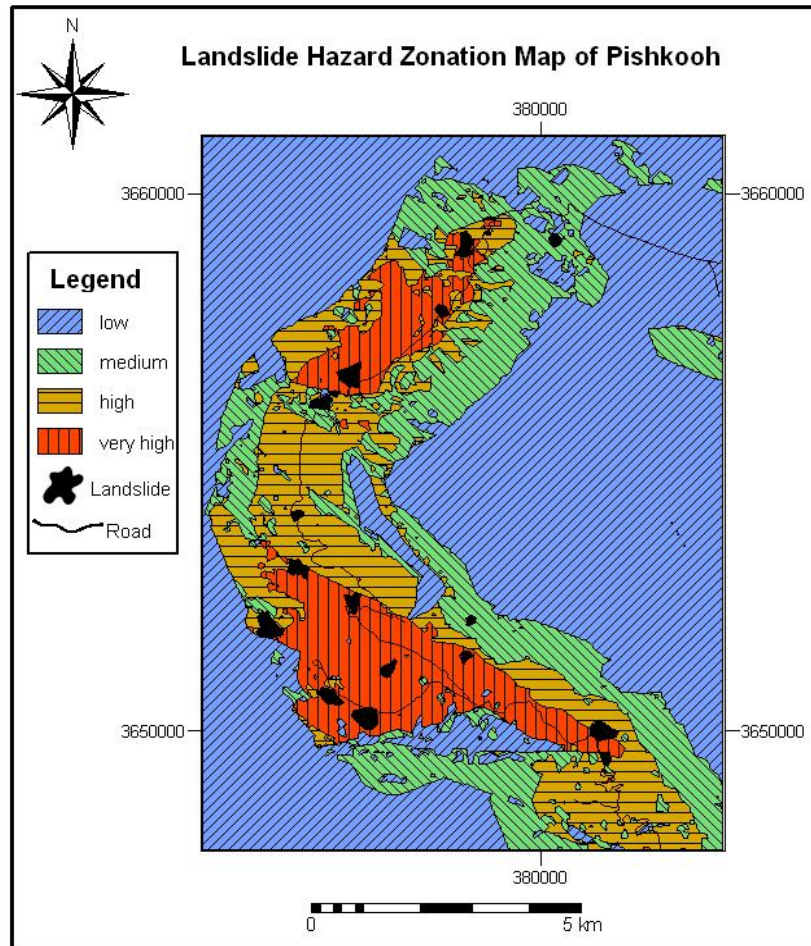 N
Landslide Hazard Zonation Map of Pishkooh
380000
3660000
3660000
Legend
low
medium
high
very high
Landslide
Road
3650000
3650000
380000
0
5 km